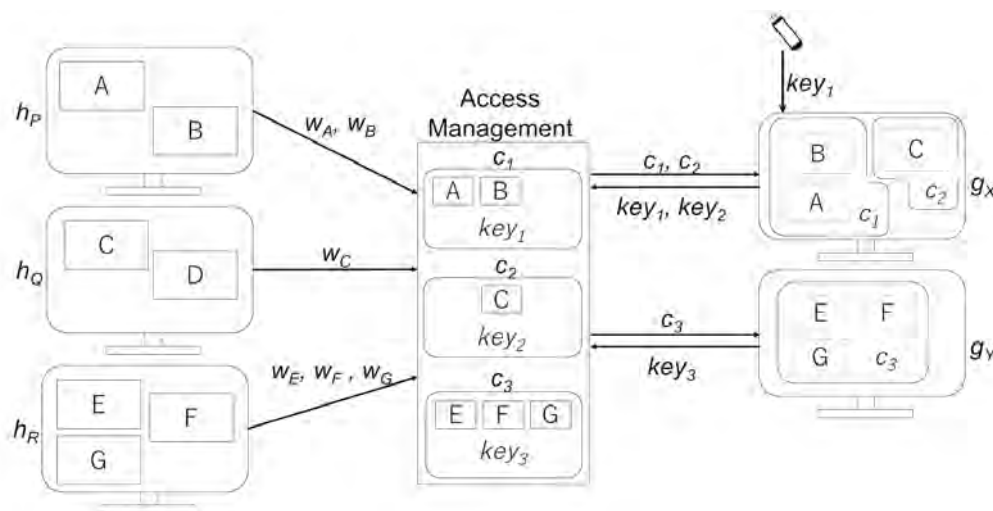 h_P
A
B
w_A, w_B
h_Q
C
D
w_C
h_R
E
F
G
w_E, w_F, w_G
Access
Management
c_1
A B
key_1
c_2
C
key_2
c_3
E F G
key_3
c_1, c_2
key_1, key_2
c_3
key_3
key_1
B
C
A
c_1
c_2
g_X
E F
G c_3
g_Y